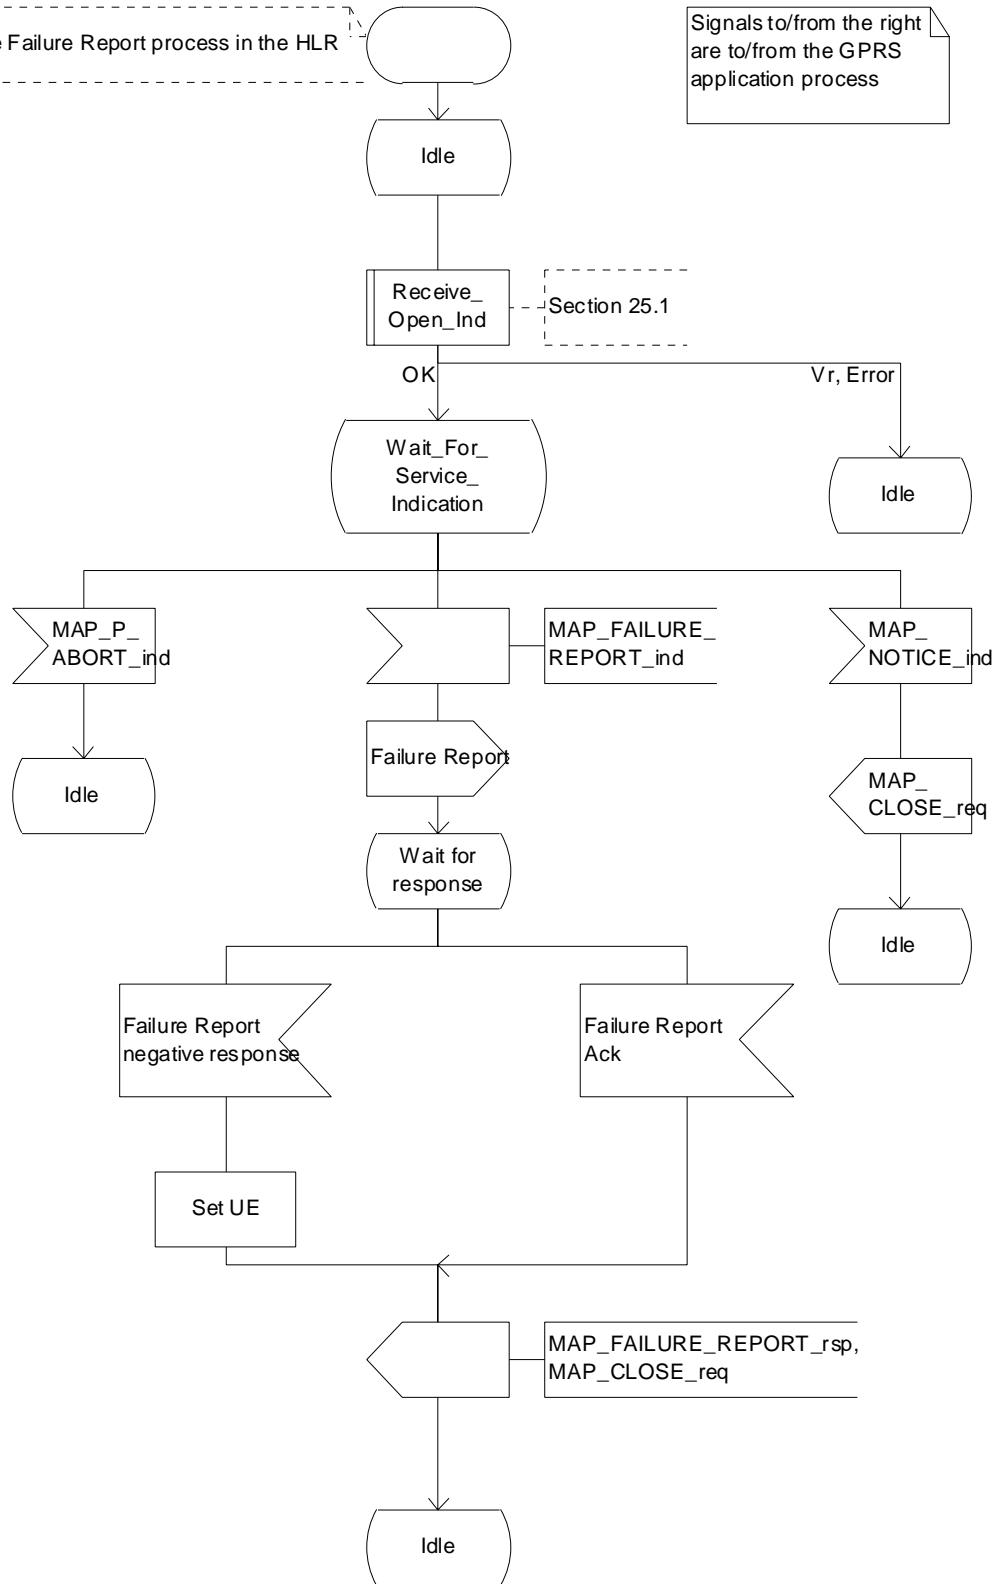 e Failure Report process in the HLR
Signals to/from the right
are to/from the GPRS
application process
Idle
Receive_
Open_Ind
Section 25.1
OK
Vr, Error
Wait_For_
Service_
Indication
Idle
MAP_P_
ABORT_ind
MAP_FAILURE_
REPORT_ind
MAP_
NOTICE_ind
Failure Report
Idle
MAP_
CLOSE_req
Wait for
response
Idle
Failure Report
negative response
Failure Report
Ack
Set UE
MAP_FAILURE_REPORT_rsp,
MAP_CLOSE_req
Idle